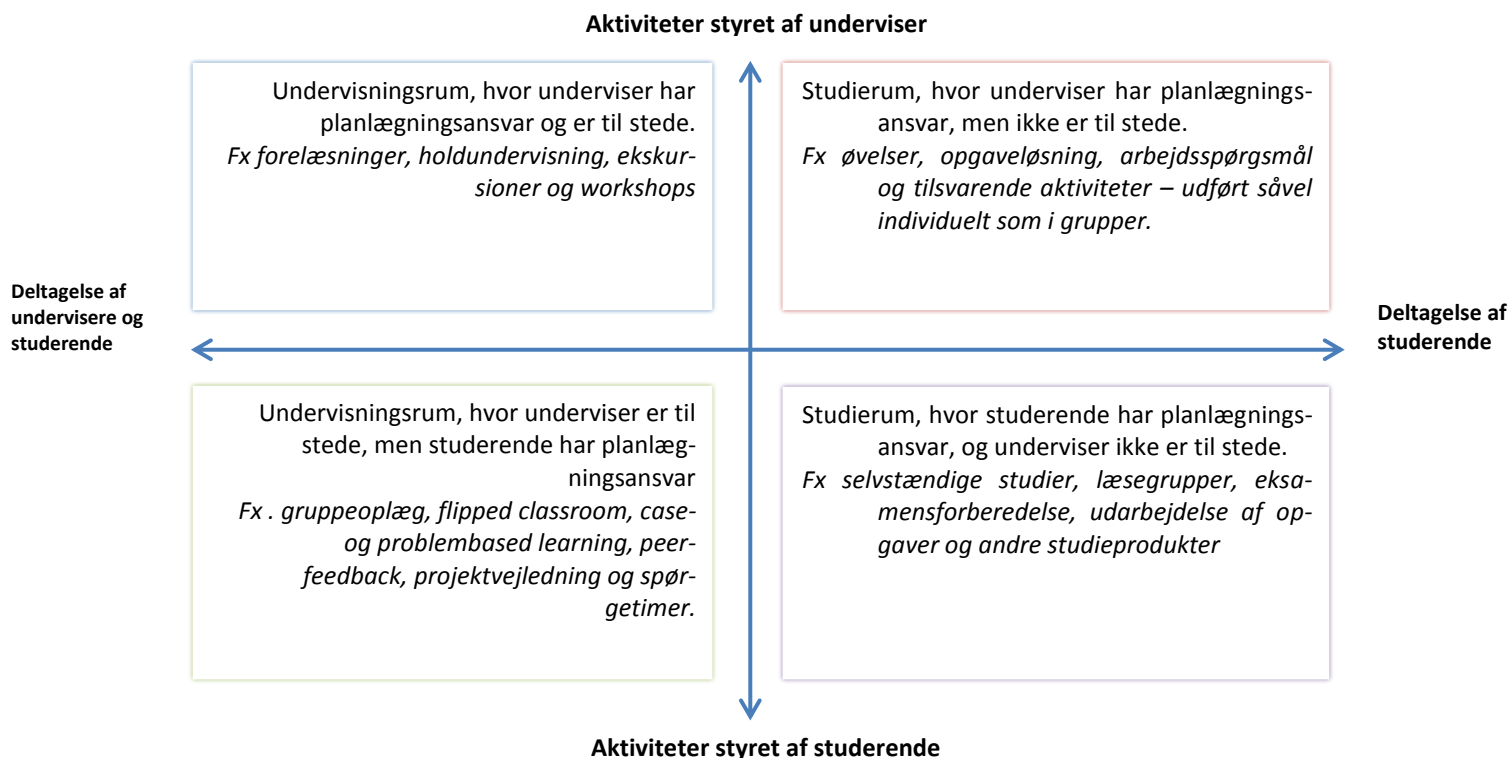 Aktiviteter styret af underviser
Undervisningsrum, hvor underviser har
planlægningsansvar og er til stede.
Fx forelæsninger, holdundervisning, ekskur-
sioner og workshops
Studierum, hvor underviser har planlægnings-
ansvar, men ikke er til stede.
Fx øvelser, opgaveløsning, arbejdsspørgsmål
og tilsvarende aktiviteter – udført såvel
individuelt som i grupper.
Deltagelse af
undervisere og
studerende
Deltagelse af
studerende
Undervisningsrum, hvor underviser er til
stede, men studerende har planlæg-
ningsansvar
Fx . gruppeoplæg, flipped classroom, case-
og problembased learning, peer-
feedback, projektvejledning og spør-
getimer.
Studierum, hvor studerende har planlægnings-
ansvar, og underviser ikke er til stede.
Fx selvstændige studier, læsegrupper, eksa-
mensforberedelse, udarbejdelse af op-
gaver og andre studieprodukter
Aktiviteter styret af studerende